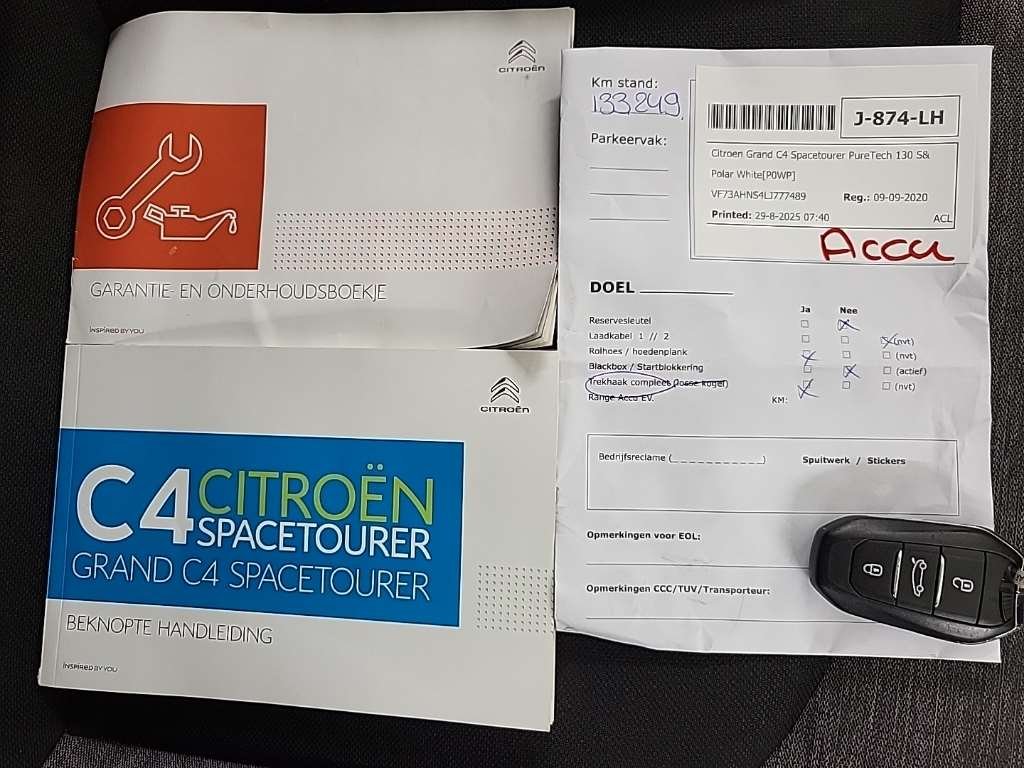 CITROËN
GARANTIE- EN ONDERHOUDSBOEKJE
INSPIRED BY YOU
CITROËN
C4 CITROËN
SPACETOURER
GRAND C4 SPACETOURER
BEKNOPTE HANDLEIDING
INSPIRED BY YOU
Km stand:
133249
Parkeervak:
J-874-LH
Citroen Grand C4 Spacetourer PureTech 130 S&
Polar White[P0WP]
VF73AHNS4LJ777489 Reg.: 09-09-2020
Printed: 29-8-2025 07:40 ACL
Accu
DOEL
Ja Nee
Reservesleutel
Laadkabel 1 // 2 (nvt)
Rolhoes / hoedenplank (nvt)
Blackbox / Startblokkering (actief)
Trekhaak compleet (losse kogel) (nvt)
Range Accu EV. KM:
Bedrijfsreclame (_ _ _ _ _ _ _ _ _ _ _) Spuitwerk / Stickers
Opmerkingen voor EOL:
Opmerkingen CCC/TUV/Transporteur: